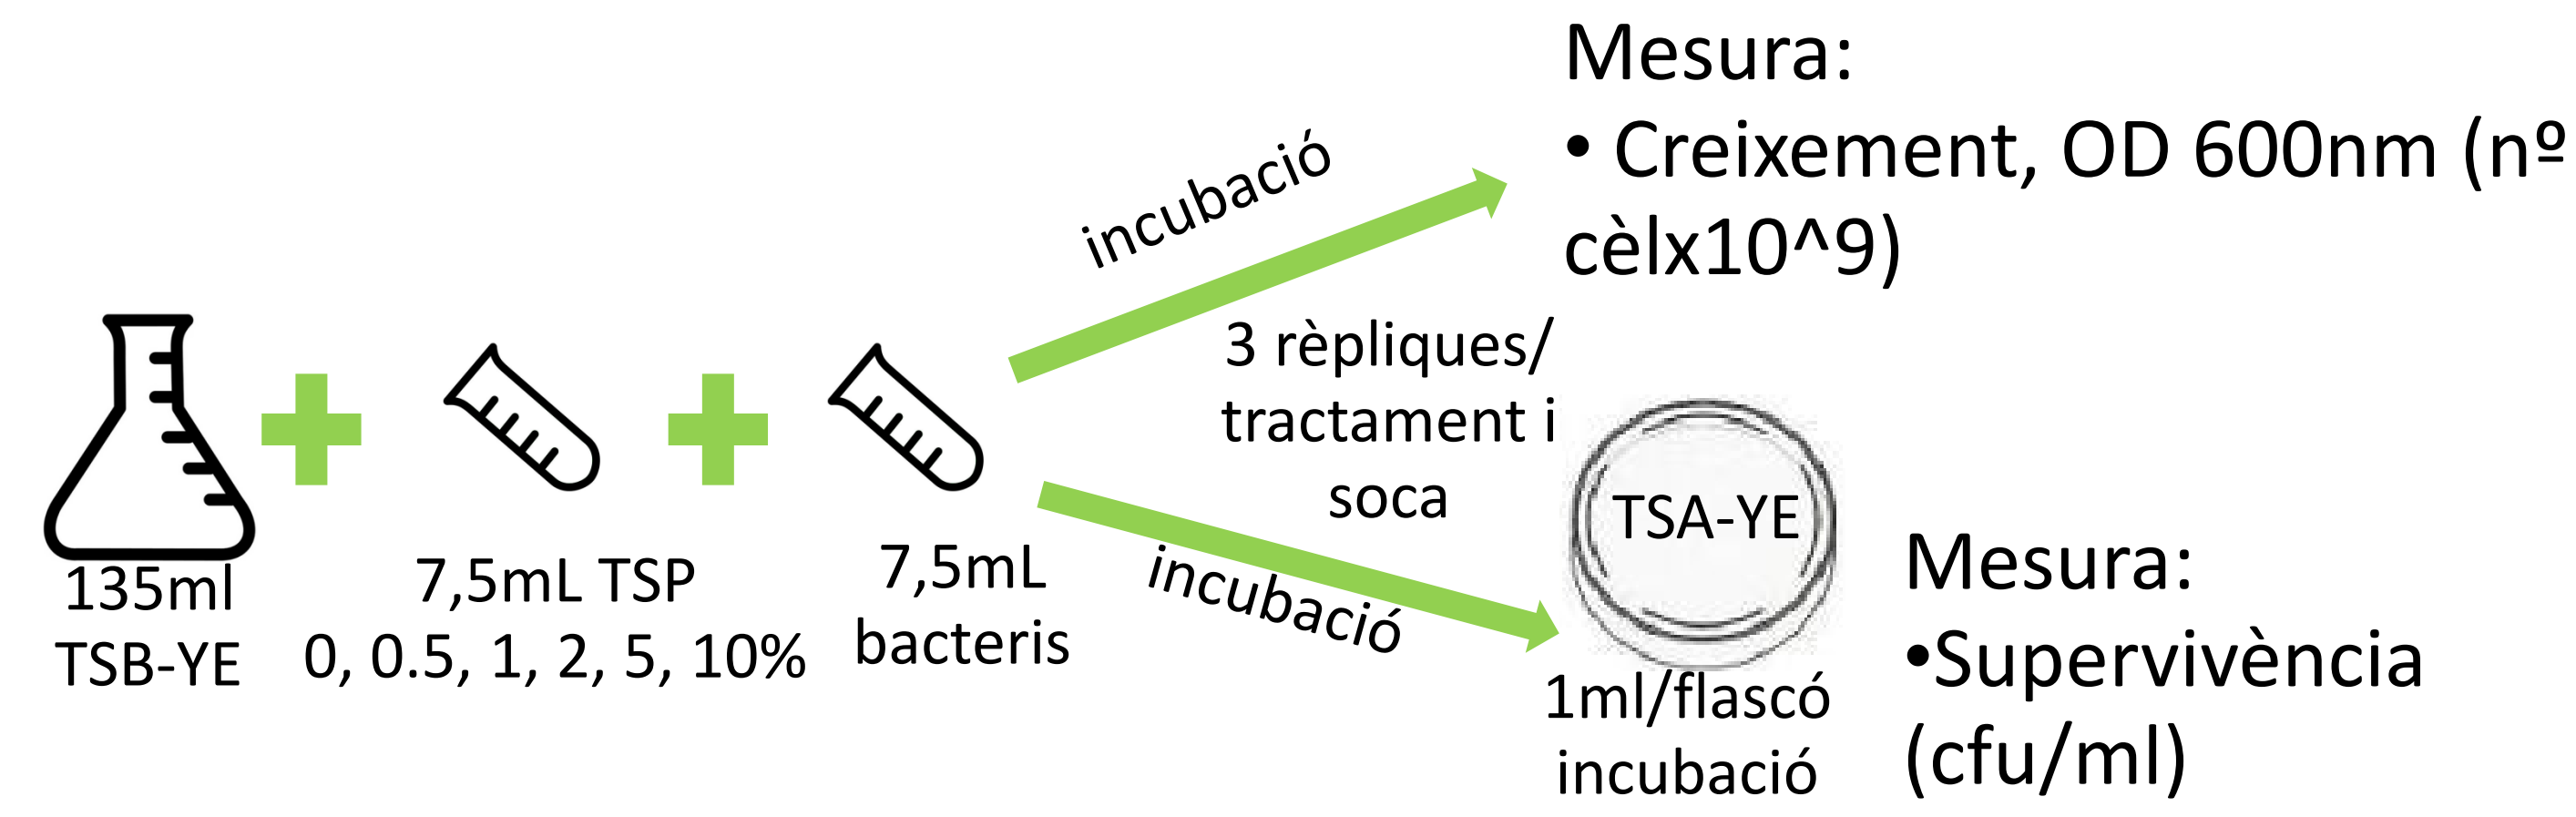 Mesura:
• Creixement, OD 600nm (nº
cèlx10^9)
incubació
3 rèpliques/
tractament i
soca
incubació
135ml
TSB-YE
7,5mL TSP
0, 0.5, 1, 2, 5, 10%
7,5mL
bacteris
TSA-YE
1ml/flascó
incubació
Mesura:
•Supervivència
(cfu/ml)